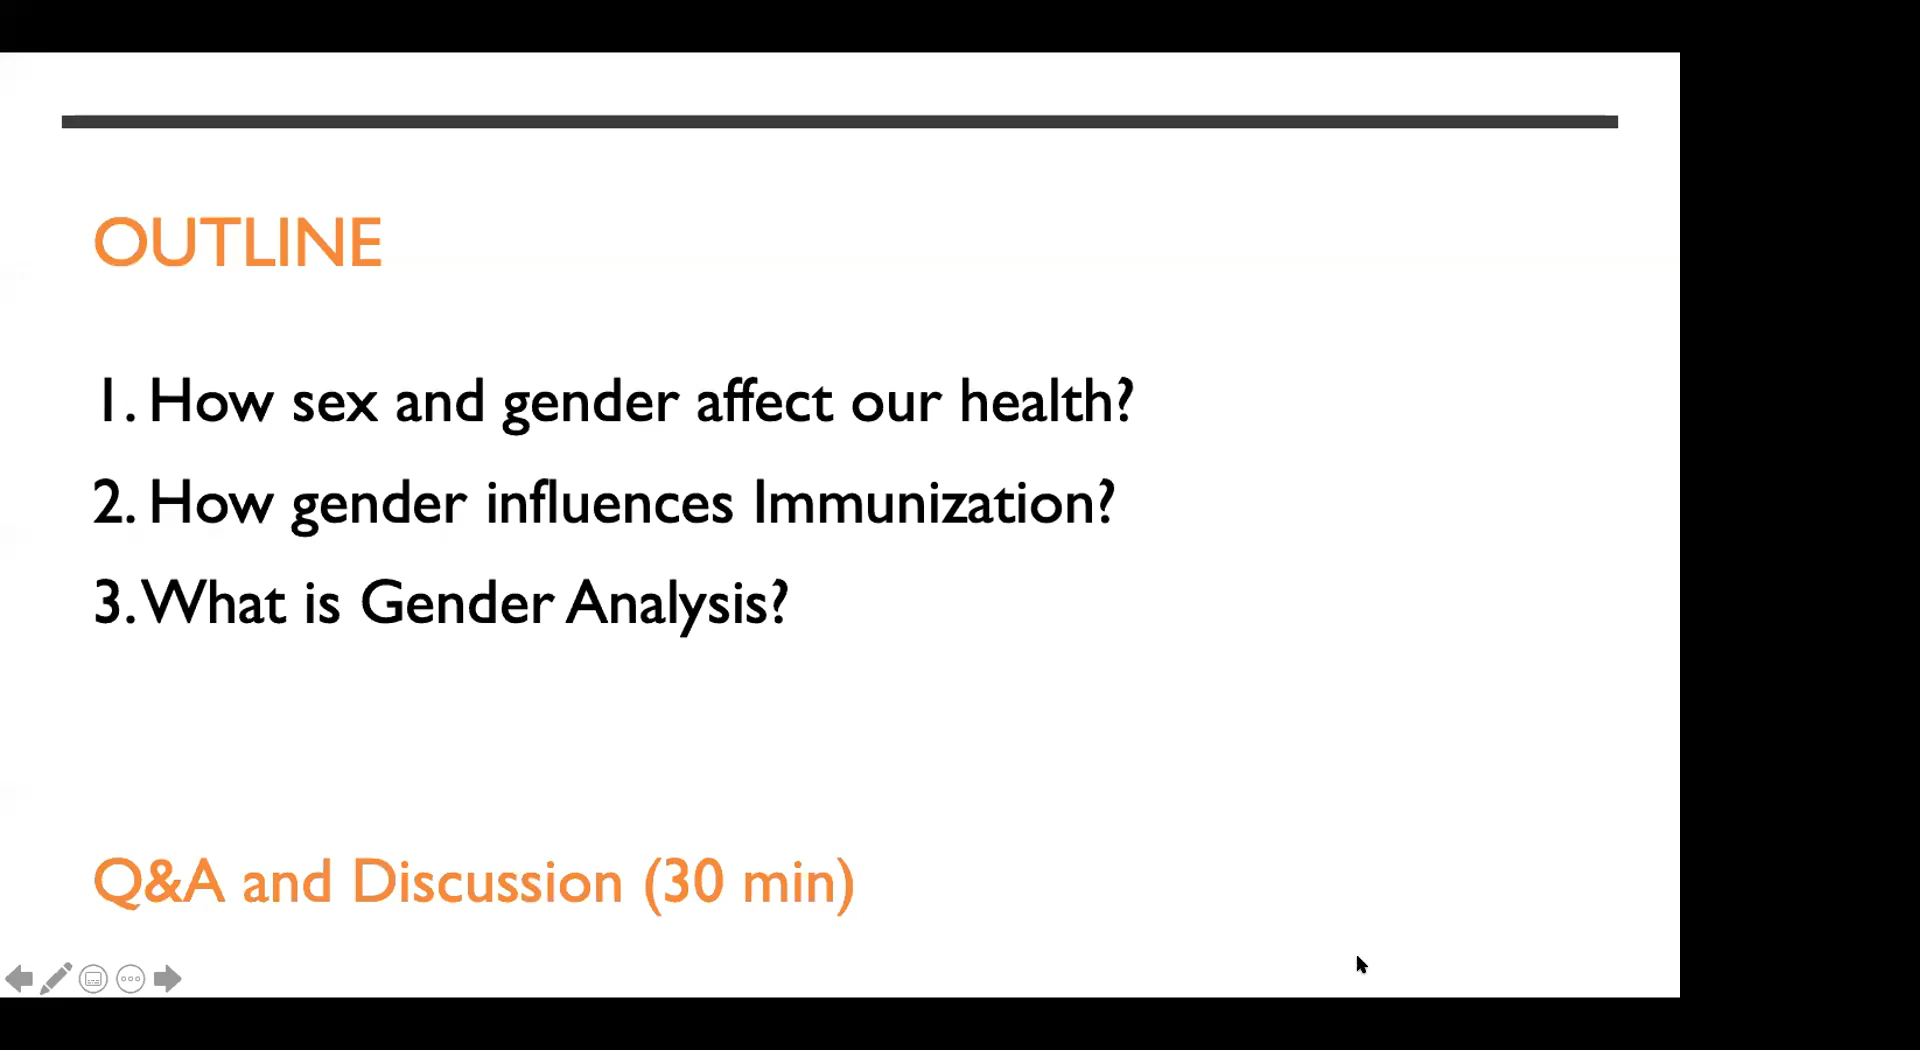 OUTLINE
1. How sex and gender affect our health?
2. How gender influences Immunization?
3. What is Gender Analysis?
Q&A and Discussion (30 min)